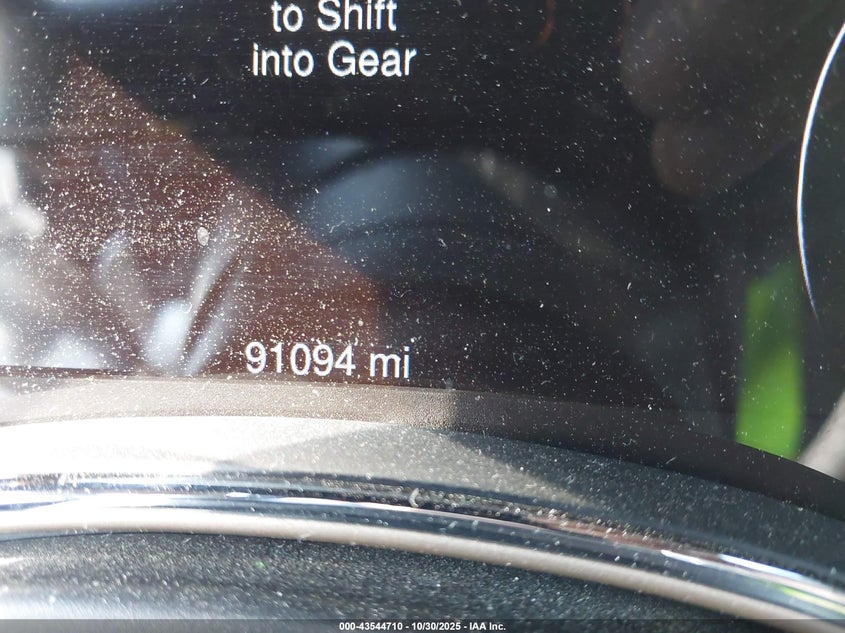 to Shift
into Gear
91094 mi
000-43544710 - 10/30/2025 - IAA Inc.